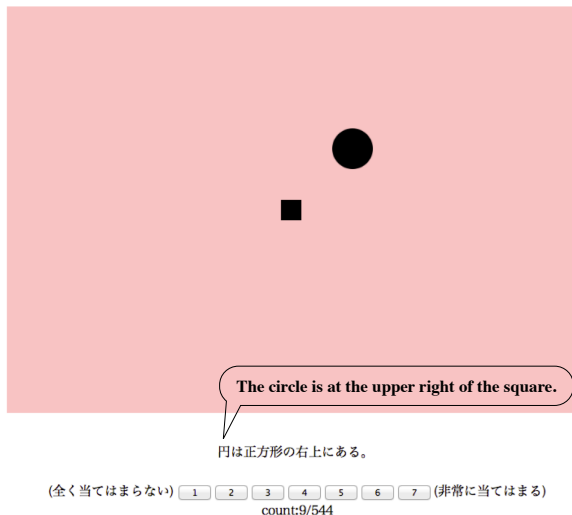 The circle is at the upper right of the square.
円は正方形の右上にある。
(全く当てはまらない) 1 2 3 4 5 6 7 (非常に当てはまる)
count:9/544